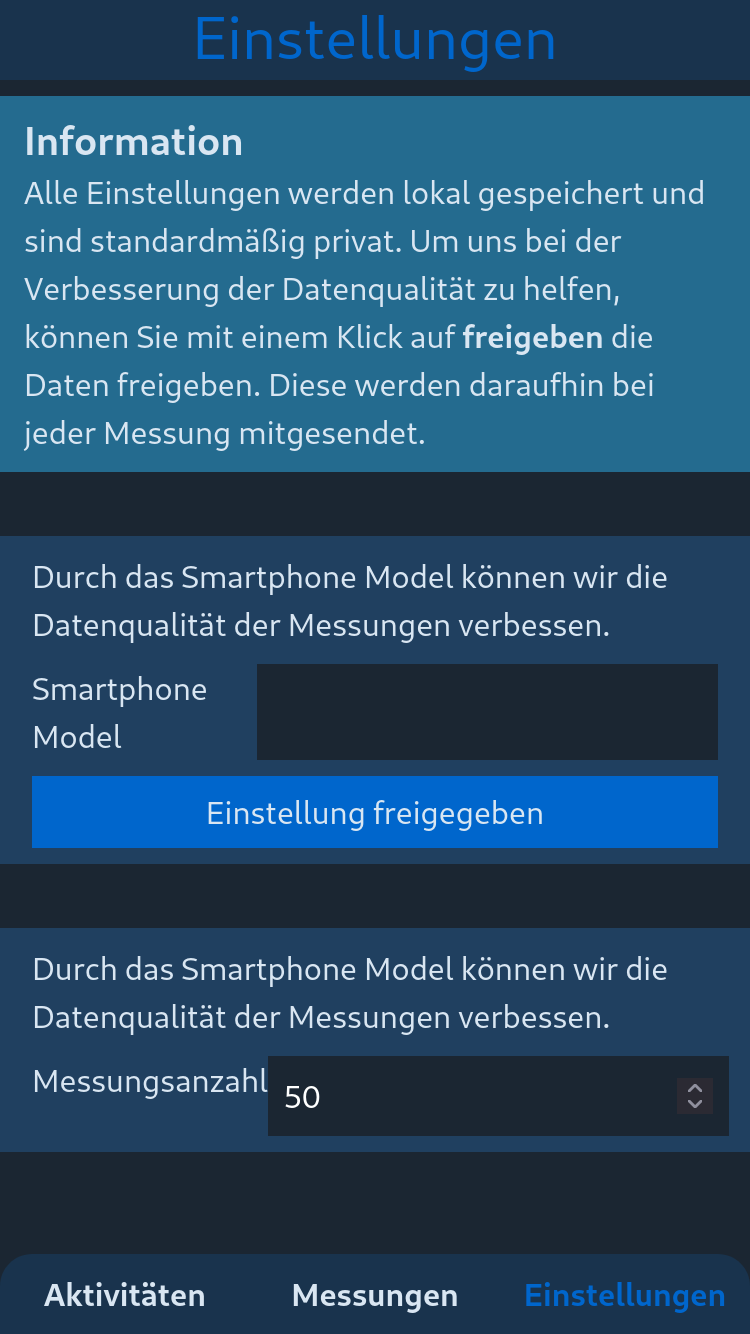 Einstellungen
Information
Alle Einstellungen werden lokal gespeichert und
sind standardmäßig privat. Um uns bei der
Verbesserung der Datenqualität zu helfen,
können Sie mit einem Klick auf freigeben die
Daten freigeben. Diese werden daraufhin bei
jeder Messung mitgesendet.
Durch das Smartphone Model können wir die
Datenqualität der Messungen verbessen.
Smartphone
Model
Einstellung freigegeben
Durch das Smartphone Model können wir die
Datenqualität der Messungen verbessen.
Messungsanzahl 50
Aktivitäten Messungen Einstellungen